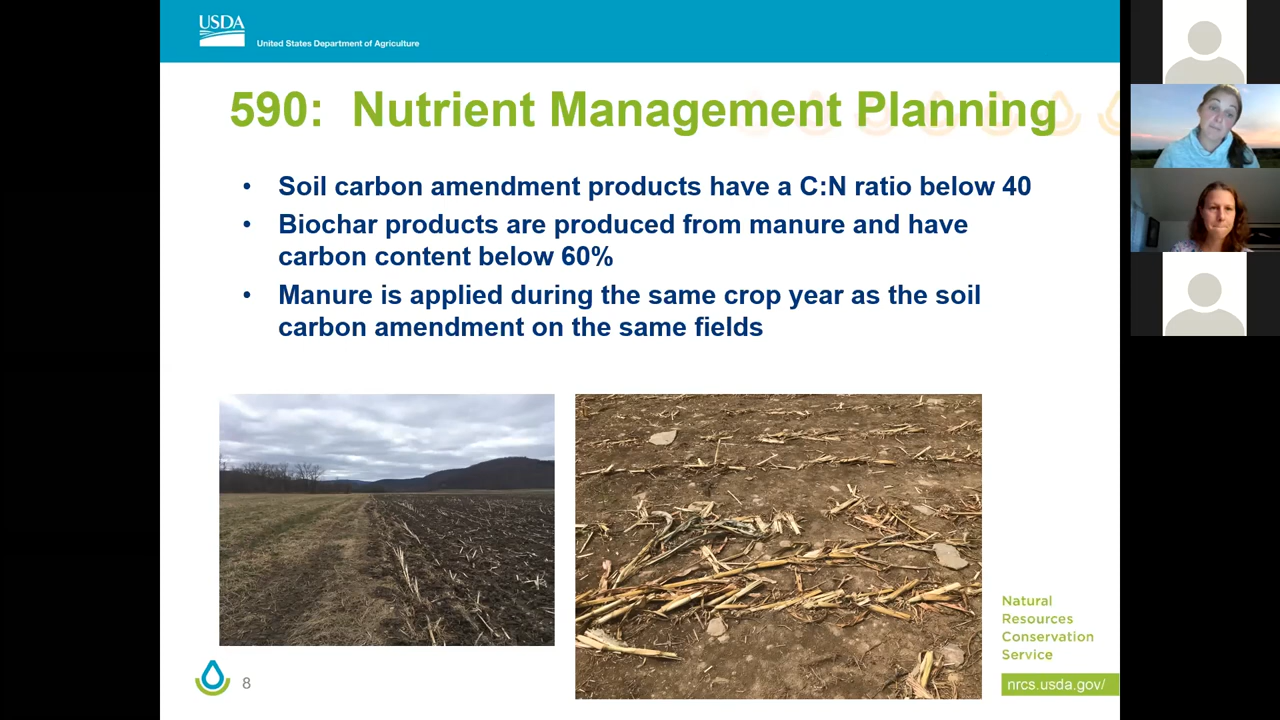 USDA
United States Department of Agriculture
590: Nutrient Management Planning
• Soil carbon amendment products have a C:N ratio below 40
• Biochar products are produced from manure and have
carbon content below 60%
• Manure is applied during the same crop year as the soil
carbon amendment on the same fields
Natural
Resources
Conservation
Service
nrcs.usda.gov/
8